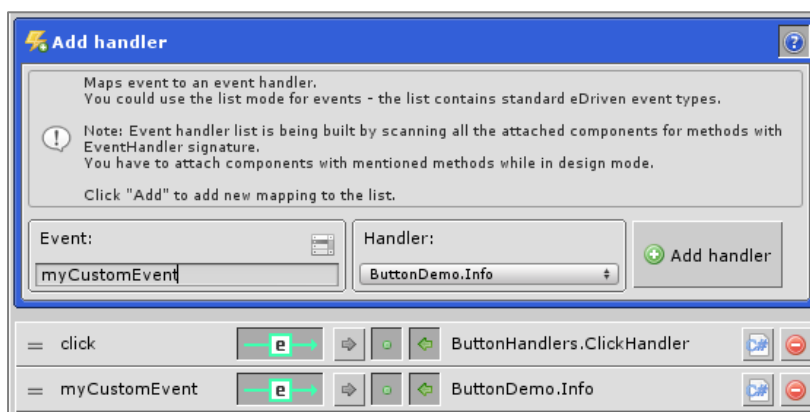 Add handler
Maps event to an event handler.
You could use the list mode for events - the list contains standard eDriven event types.
Note: Event handler list is being built by scanning all the attached components for methods with
EventHandler signature.
You have to attach components with mentioned methods while in design mode.
Click "Add" to add new mapping to the list.
Event:
Handler:
myCustomEvent
ButtonDemo.Info
Add handler
= click e ButtonHandlers.ClickHandler C#
= myCustomEvent e ButtonDemo.Info C#